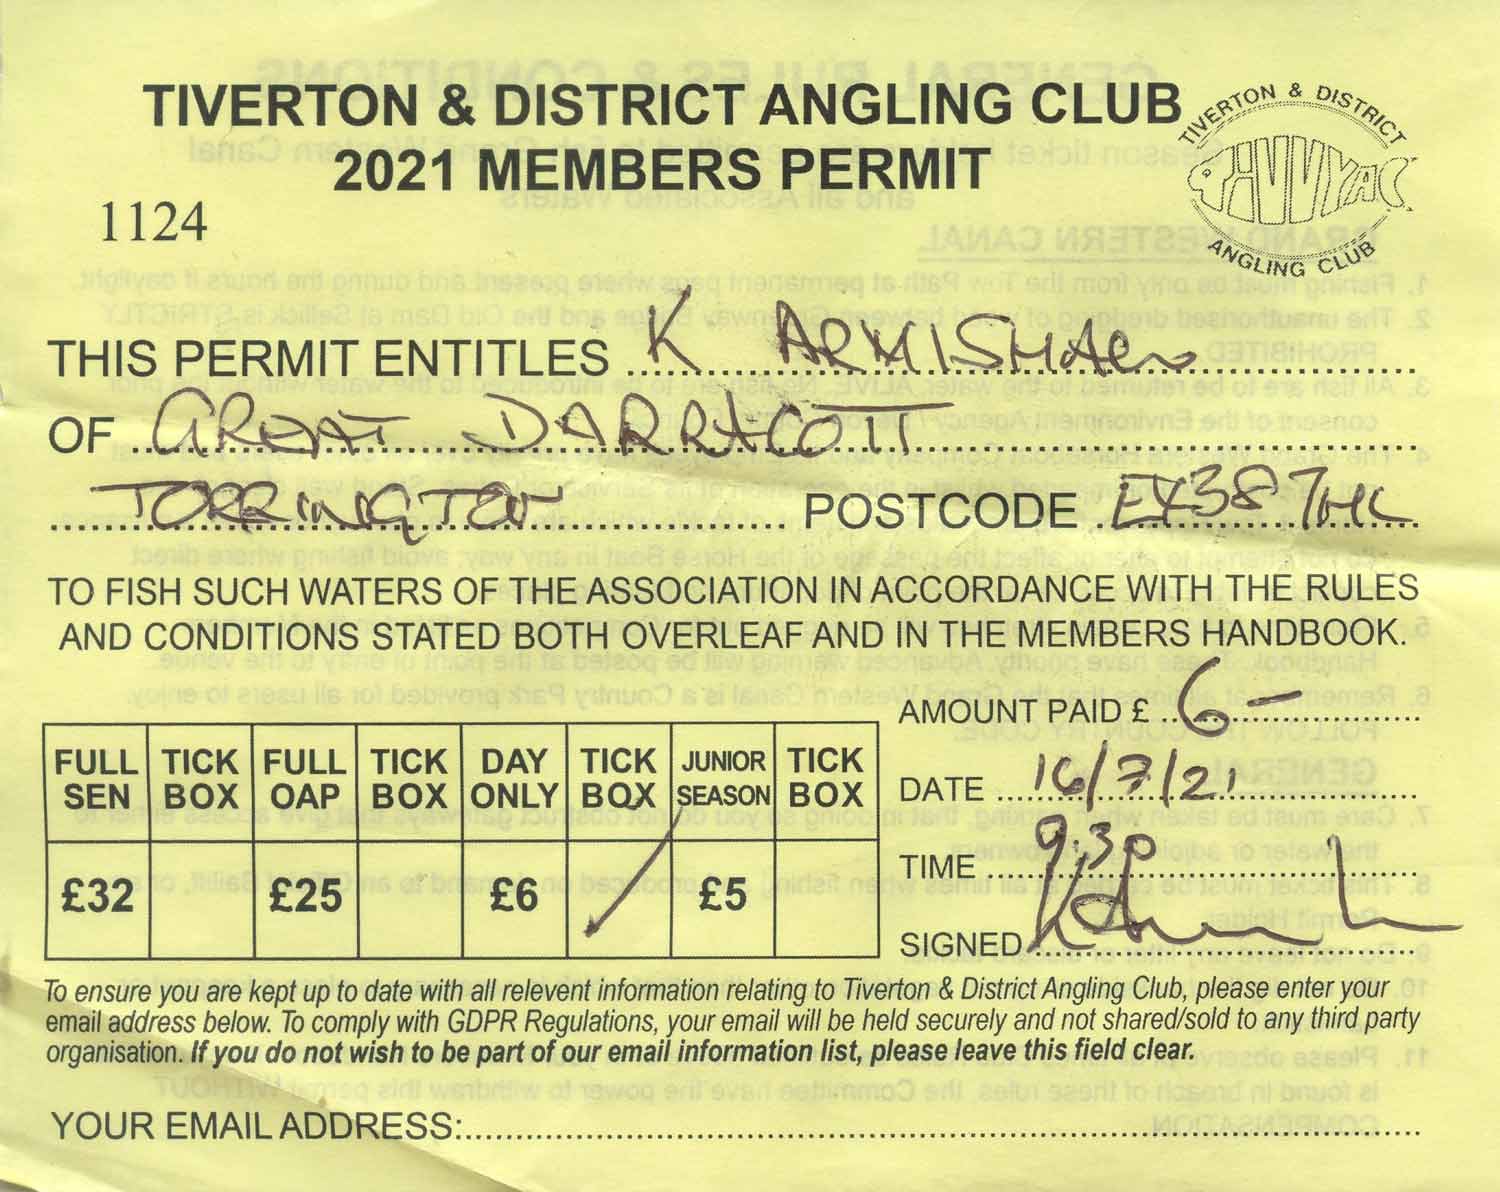 TIVERTON & DISTRICT ANGLING CLUB
2021 MEMBERS PERMIT
1124
TIVERTON & DISTRICT
ANGLING CLUB
THIS PERMIT ENTITLES K
OF GREAT DARRACOTT
TORRINGTON POSTCODE EX38 7HL
TO FISH SUCH WATERS OF THE ASSOCIATION IN ACCORDANCE WITH THE RULES
AND CONDITIONS STATED BOTH OVERLEAF AND IN THE MEMBERS HANDBOOK.
FULL SEN TICK BOX FULL OAP TICK BOX DAY ONLY TICK BOX JUNIOR SEASON TICK BOX
£32 £25 £6 £5
AMOUNT PAID £ 6-
DATE 16/7/21
TIME 9:30
SIGNED
To ensure you are kept up to date with all relevent information relating to Tiverton & District Angling Club, please enter your
email address below. To comply with GDPR Regulations, your email will be held securely and not shared/sold to any third party
organisation. If you do not wish to be part of our email information list, please leave this field clear.
YOUR EMAIL ADDRESS: